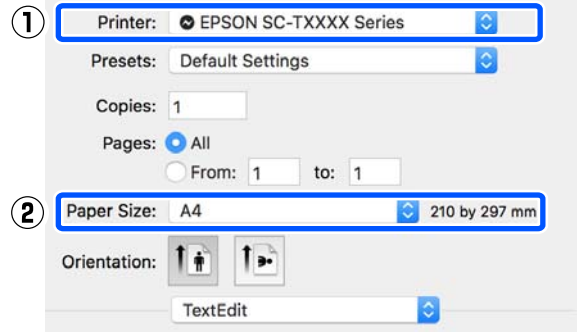 ① Printer: EPSON SC-TXXXX Series
Presets: Default Settings
Copies: 1
Pages: All
From: 1 to: 1
② Paper Size: A4 210 by 297 mm
Orientation:
TextEdit